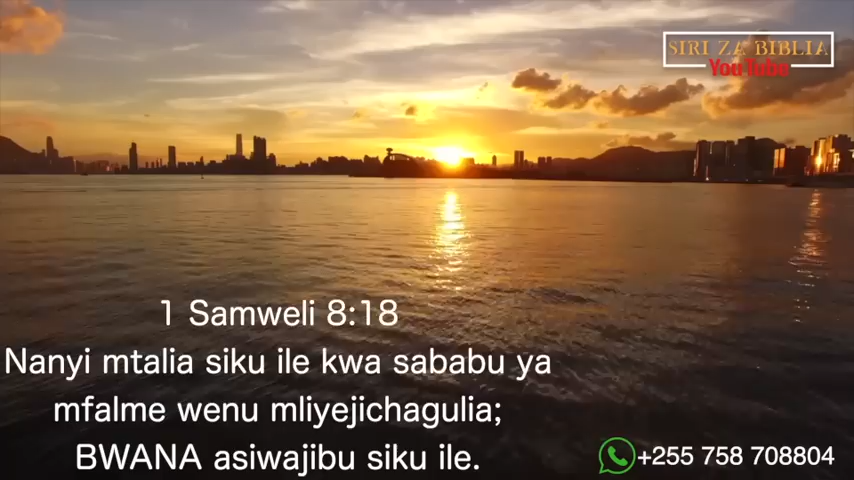 SIRI ZA BIBLIA
YouTube
1 Samweli 8:18
Nanyi mtalia siku ile kwa sababu ya
mfalme wenu mliyejichagulia;
BWANA asiwajibu siku ile.
+255 758 708804